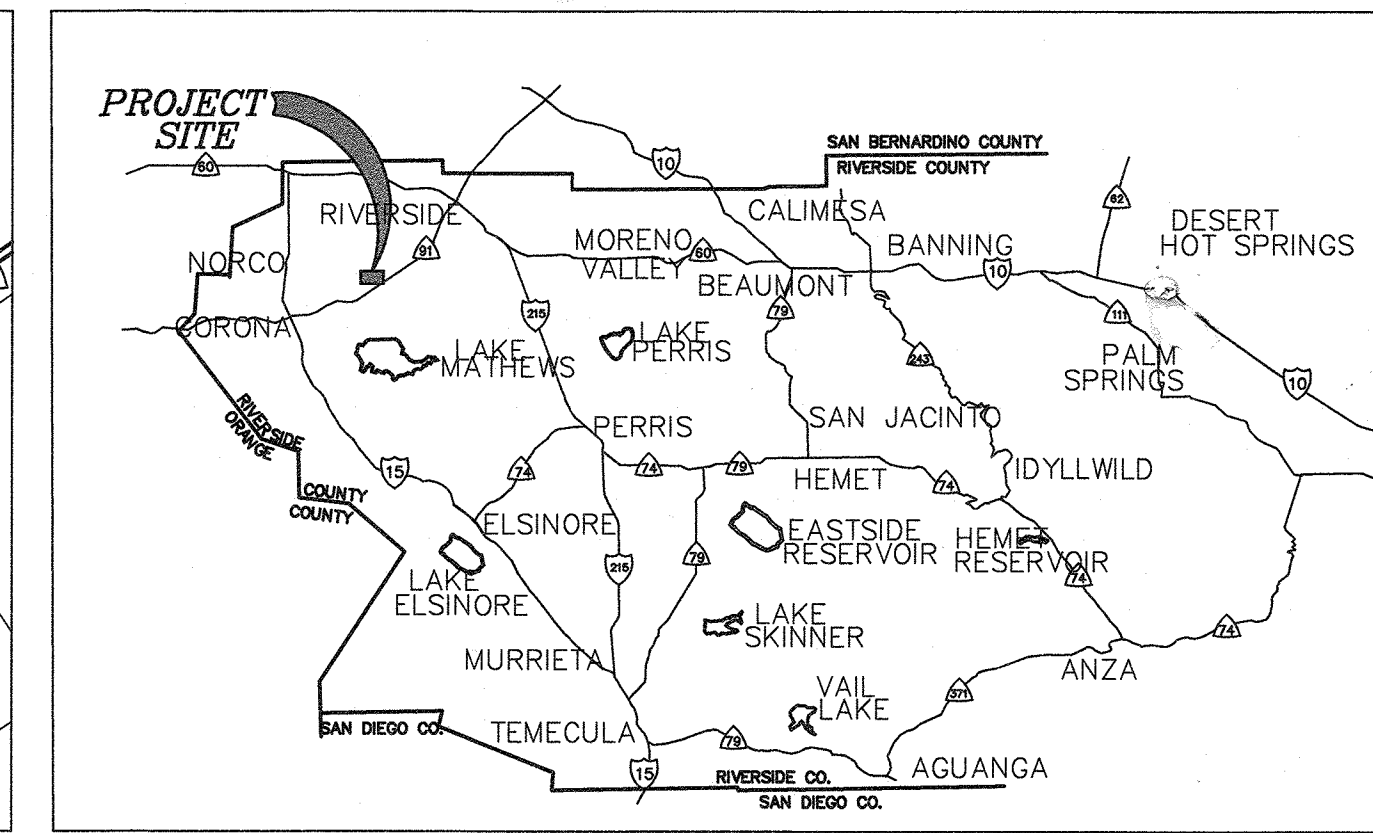 PROJECT
SITE
SAN BERNARDINO COUNTY
RIVERSIDE COUNTY
60
10
62
RIVERSIDE
CALIMESA
DESERT
HOT SPRINGS
91
MORENO
VALLEY
60
BANNING
10
NORCO
BEAUMONT
215
79
111
CORONA
LAKE
MATHEWS
LAKE
PERRIS
243
PALM
SPRINGS
10
RIVERSIDE
ORANGE
COUNTY
COUNTY
PERRIS
SAN JACINTO
15
74
74
79
HEMET
74
IDYLLWILD
ELSINORE
EASTSIDE
RESERVOIR
HEMET
RESERVOIR
215
79
74
LAKE
ELSINORE
LAKE
SKINNER
74
MURRIETA
ANZA
371
VAIL
LAKE
SAN DIEGO CO.
TEMECULA
79
15
AGUANGA
RIVERSIDE CO.
SAN DIEGO CO.